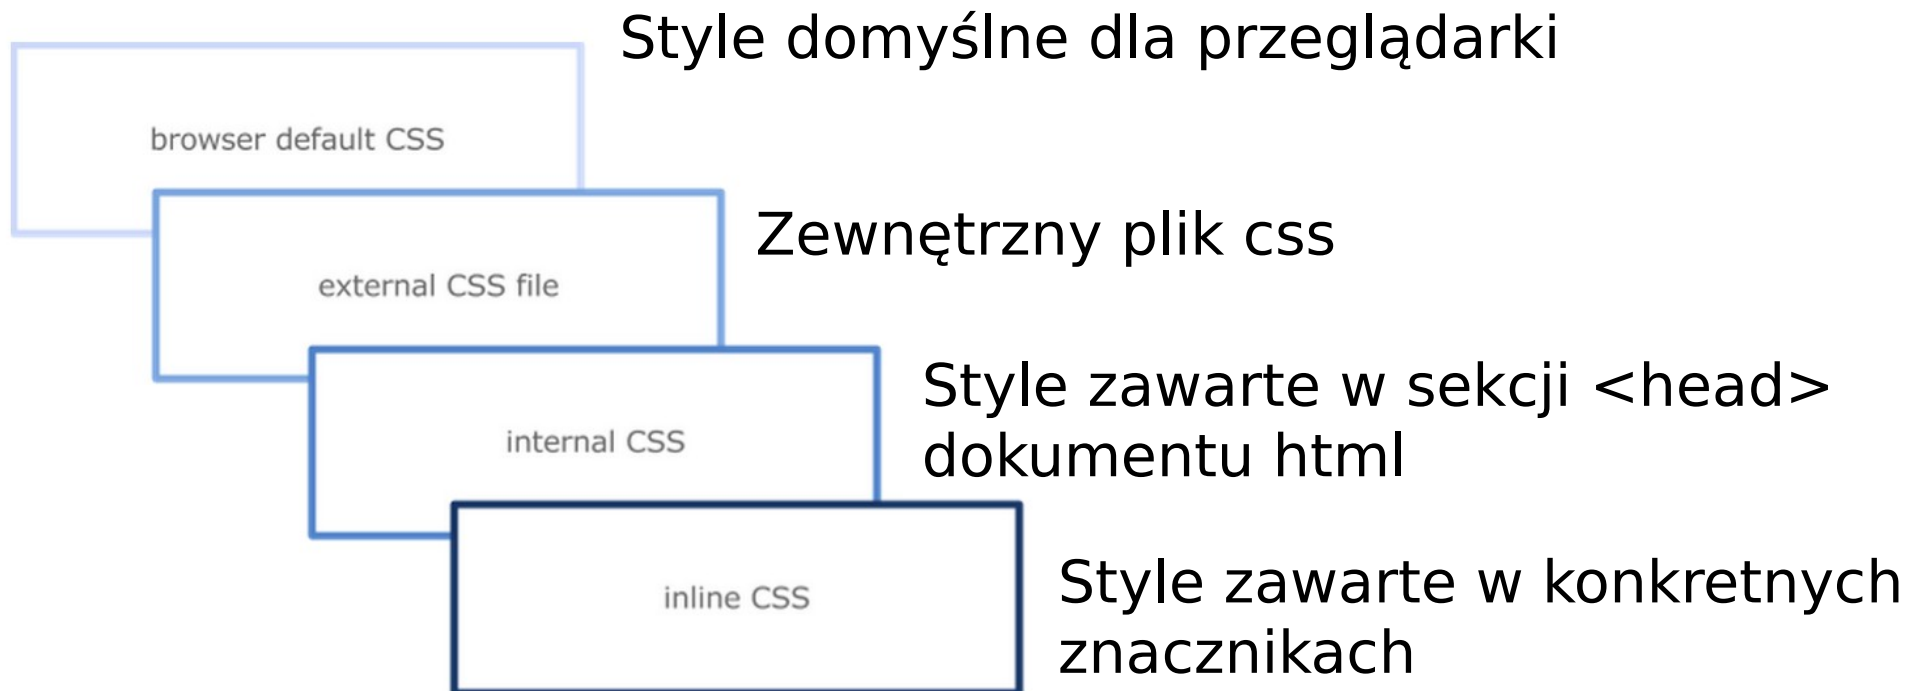 Style domyślne dla przeglądarki
browser default CSS
Zewnętrzny plik css
external CSS file
Style zawarte w sekcji <head>
dokumentu html
internal CSS
Style zawarte w konkretnych
znacznikach
inline CSS